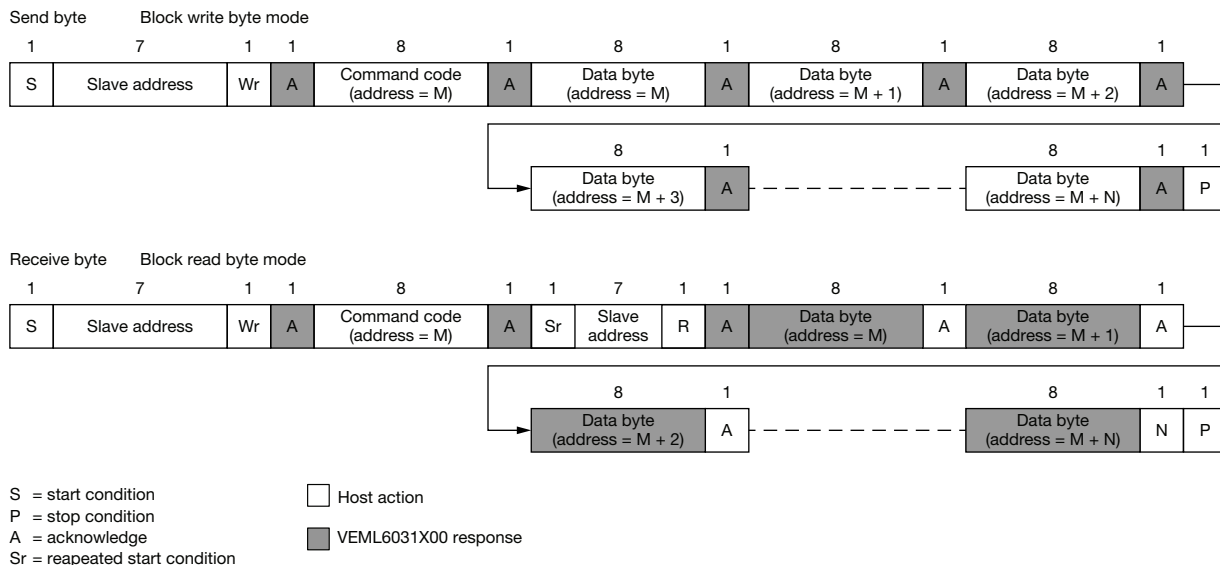 Send byte Block write byte mode
1 7 1 1 8 1 8 1 8 1 8 1
S Slave address Wr A Command code A Data byte A Data byte A Data byte A
(address = M) (address = M) (address = M + 1) (address = M + 2)
8 1 8 1 1
Data byte A Data byte A P
(address = M + 3) (address = M + N)
Receive byte Block read byte mode
1 7 1 1 8 1 1 7 1 1 8 1 8 1
S Slave address Wr A Command code A Sr Slave R A Data byte A Data byte A
(address = M) address (address = M) (address = M + 1)
8 1 8 1 1
Data byte A Data byte N P
(address = M + 2) (address = M + N)
S = start condition
P = stop condition
A = acknowledge
Sr = reapeated start condition
Host action
VEML6031X00 response